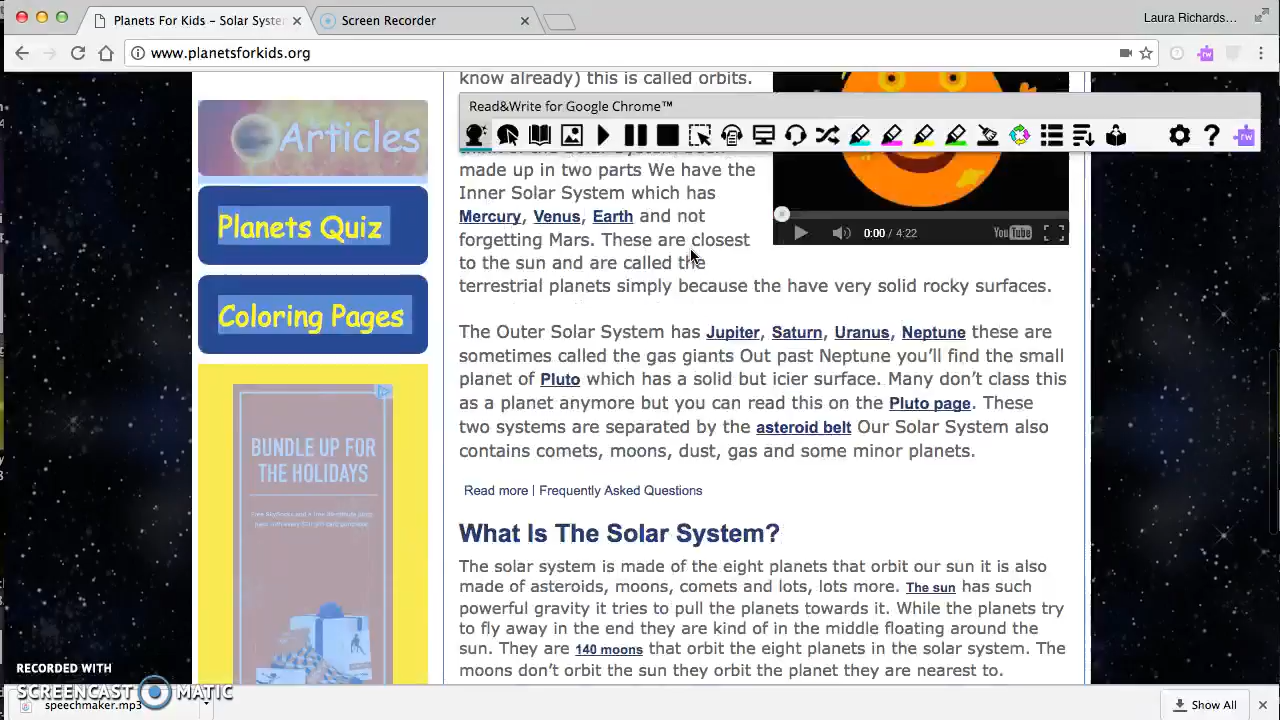 Planets For Kids – Solar Syste
Screen Recorder
Laura Richards...
www.planetsforkids.org
know already) this is called orbits.
Read&Write for Google Chrome™
Articles
made up in two parts We have the
Inner Solar System which has
Mercury, Venus, Earth and not
Planets Quiz
forgetting Mars. These are closest
0:00 / 4:22
YouTube
to the sun and are called the
terrestrial planets simply because the have very solid rocky surfaces.
Coloring Pages
The Outer Solar System has Jupiter, Saturn, Uranus, Neptune these are
sometimes called the gas giants Out past Neptune you'll find the small
planet of Pluto which has a solid but icier surface. Many don't class this
as a planet anymore but you can read this on the Pluto page. These
two systems are separated by the asteroid belt Our Solar System also
contains comets, moons, dust, gas and some minor planets.
BUNDLE UP FOR
THE HOLIDAYS
Read more | Frequently Asked Questions
What Is The Solar System?
The solar system is made of the eight planets that orbit our sun it is also
made of asteroids, moons, comets and lots, lots more. The sun has such
powerful gravity it tries to pull the planets towards it. While the planets try
to fly away in the end they are kind of in the middle floating around the
sun. They are 140 moons that orbit the eight planets in the solar system. The
moons don't orbit the sun they orbit the planet they are nearest to.
RECORDED WITH
SCREENCAST MATIC
speechmaker.mp3
Show All